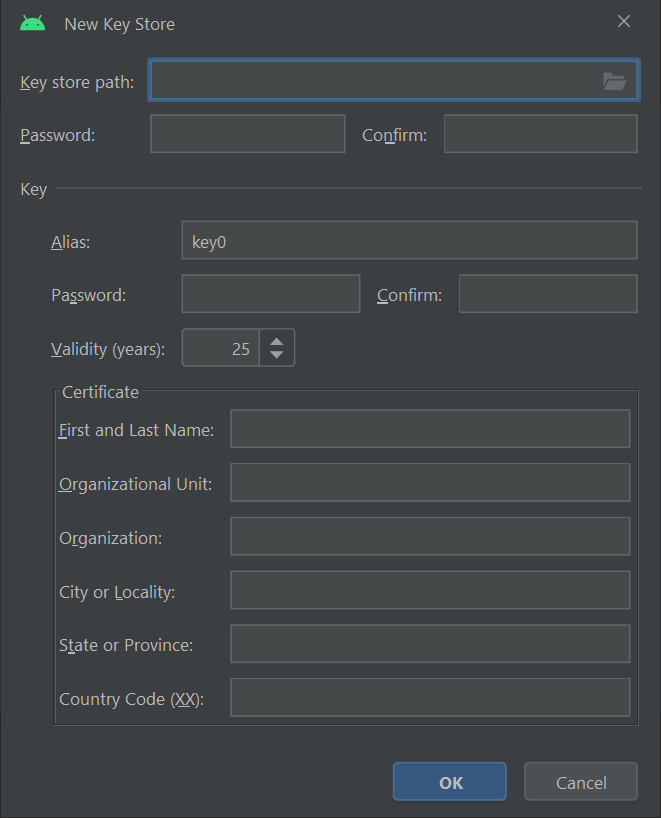 New Key Store
Key store path:
Password: Confirm:
Key
Alias: key0
Password: Confirm:
Validity (years): 25
Certificate
First and Last Name:
Organizational Unit:
Organization:
City or Locality:
State or Province:
Country Code (XX):
OK Cancel